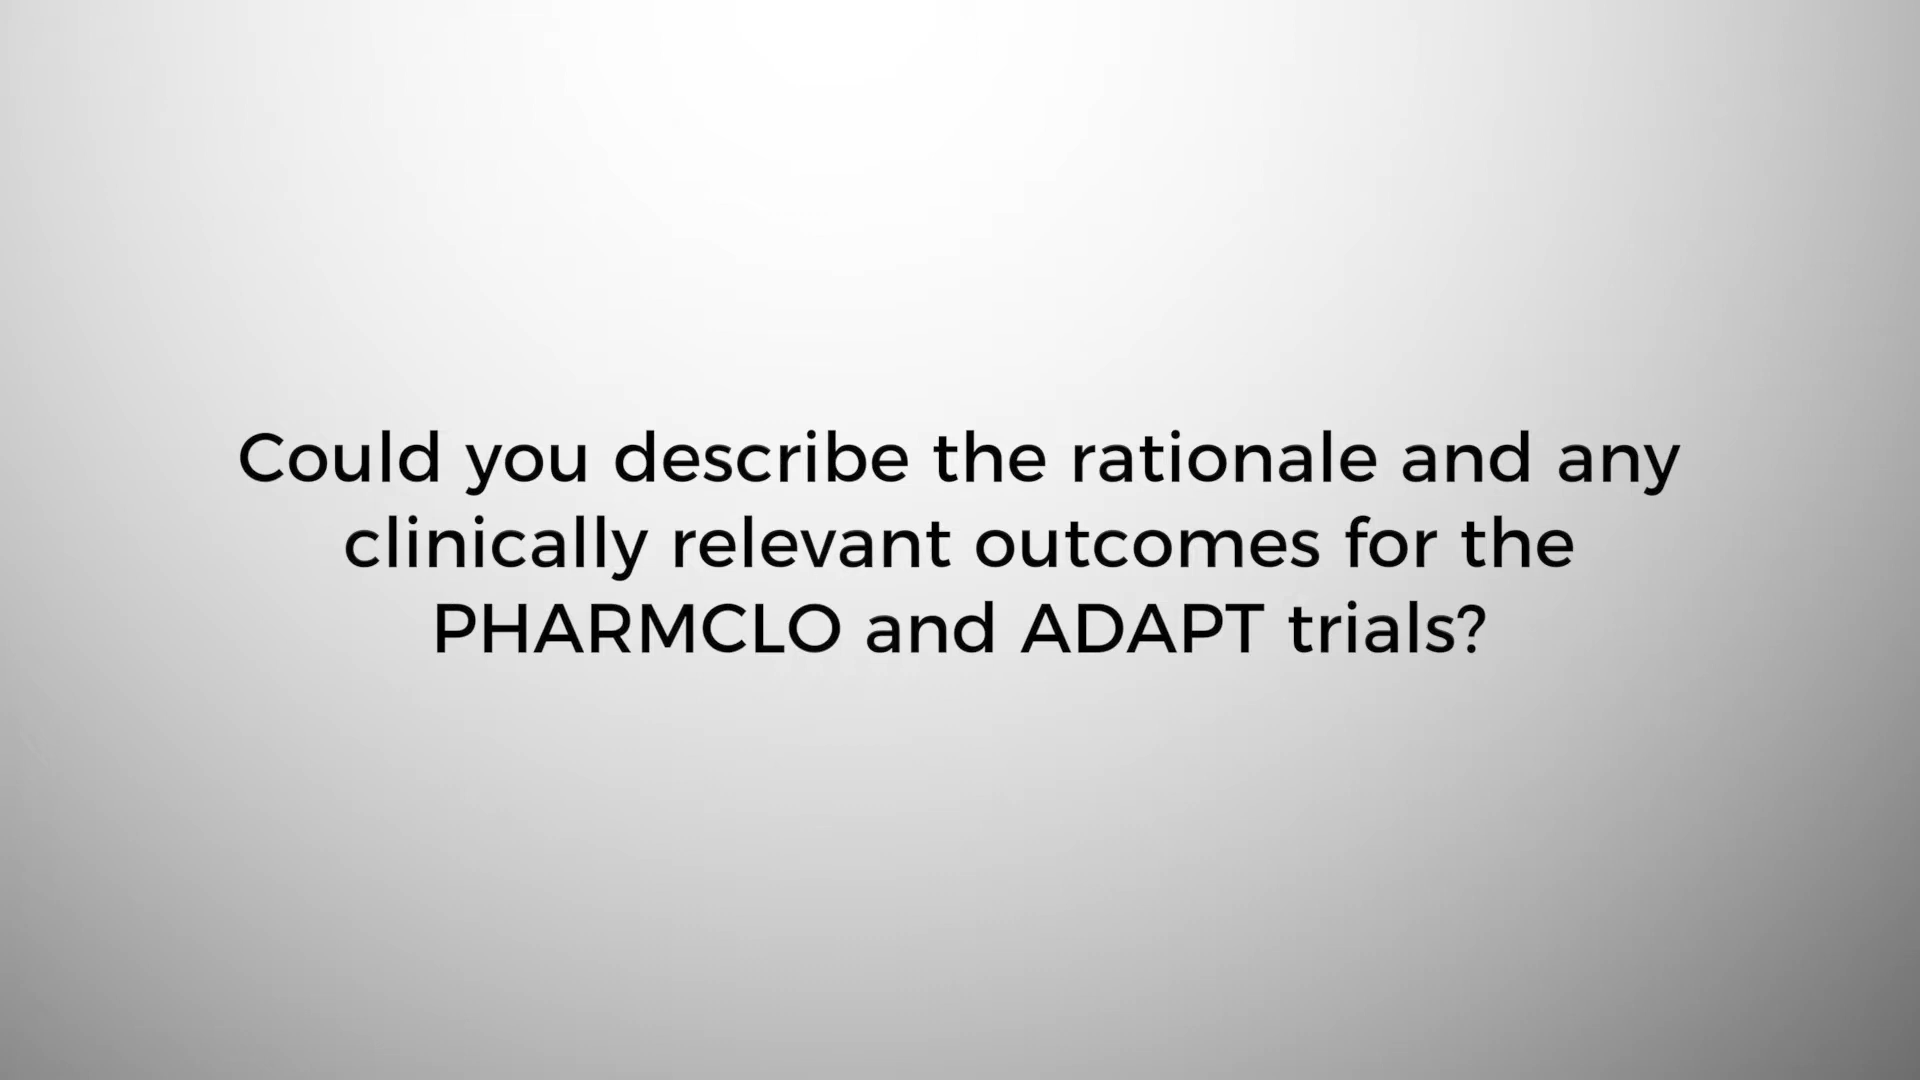 Could you describe the rationale and any
clinically relevant outcomes for the
PHARMCLO and ADAPT trials?